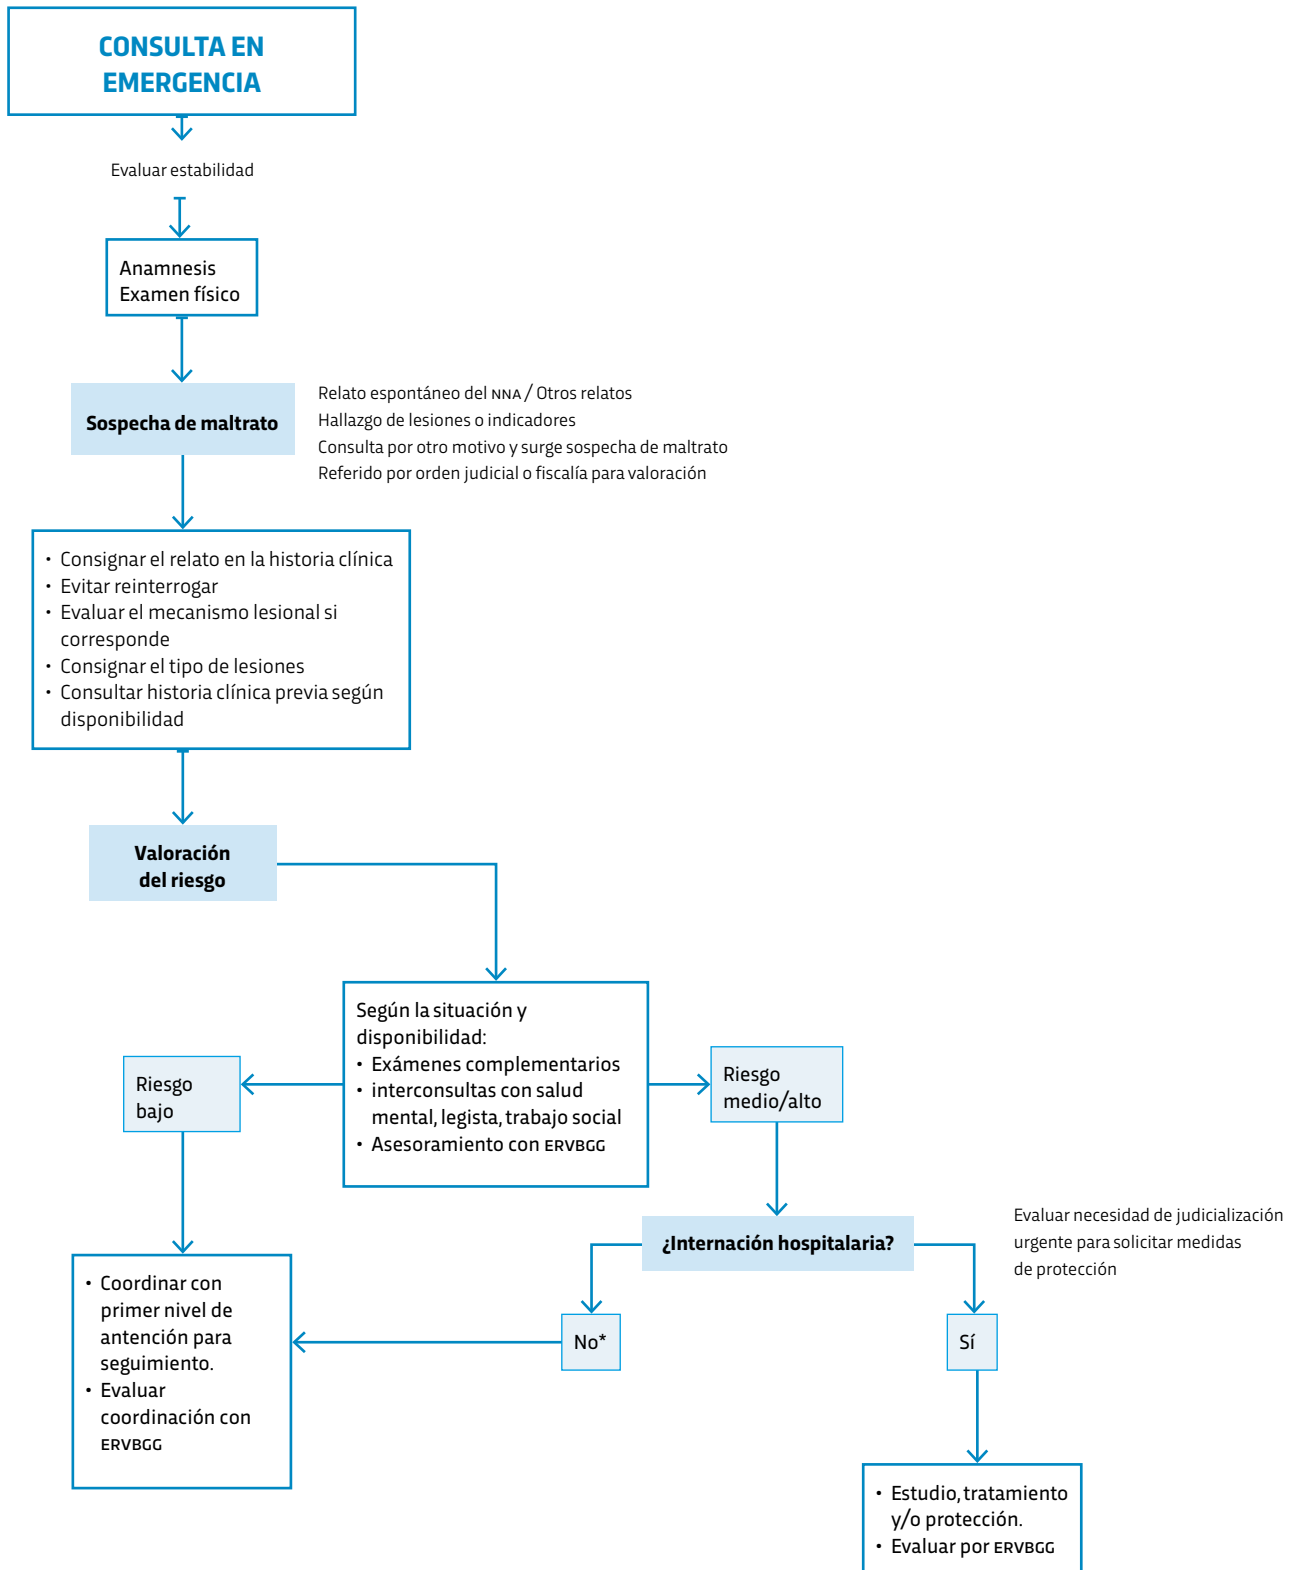 CONSULTA EN
EMERGENCIA
Evaluar estabilidad
Anamnesis
Examen físico
Sospecha de maltrato
Relato espontáneo del NNA / Otros relatos
Hallazgo de lesiones o indicadores
Consulta por otro motivo y surge sospecha de maltrato
Referido por orden judicial o fiscalía para valoración
• Consignar el relato en la historia clínica
• Evitar reinterrogar
• Evaluar el mecanismo lesional si
corresponde
• Consignar el tipo de lesiones
• Consultar historia clínica previa según
disponibilidad
Valoración
del riesgo
Según la situación y
disponibilidad:
• Exámenes complementarios
• interconsultas con salud
mental, legista, trabajo social
• Asesoramiento con ERVBGG
Riesgo
bajo
Riesgo
medio/alto
¿Internación hospitalaria?
Evaluar necesidad de judicialización
urgente para solicitar medidas
de protección
• Coordinar con
primer nivel de
antención para
seguimiento.
• Evaluar
coordinación con
ERVBGG
No*
Sí
• Estudio, tratamiento
y/o protección.
• Evaluar por ERVBGG